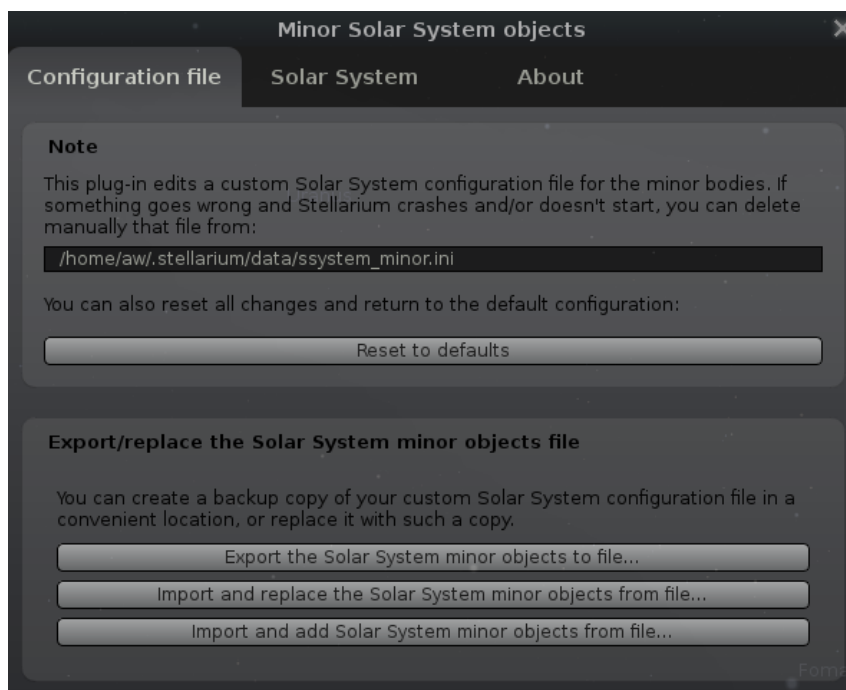 Minor Solar System objects
Configuration file
Solar System
About
Note
This plug-in edits a custom Solar System configuration file for the minor bodies. If
something goes wrong and Stellarium crashes and/or doesn't start, you can delete
manually that file from:
/home/aw/.stellarium/data/ssystem_minor.ini
You can also reset all changes and return to the default configuration:
Reset to defaults
Export/replace the Solar System minor objects file
You can create a backup copy of your custom Solar System configuration file in a
convenient location, or replace it with such a copy.
Export the Solar System minor objects to file...
Import and replace the Solar System minor objects from file...
Import and add Solar System minor objects from file...